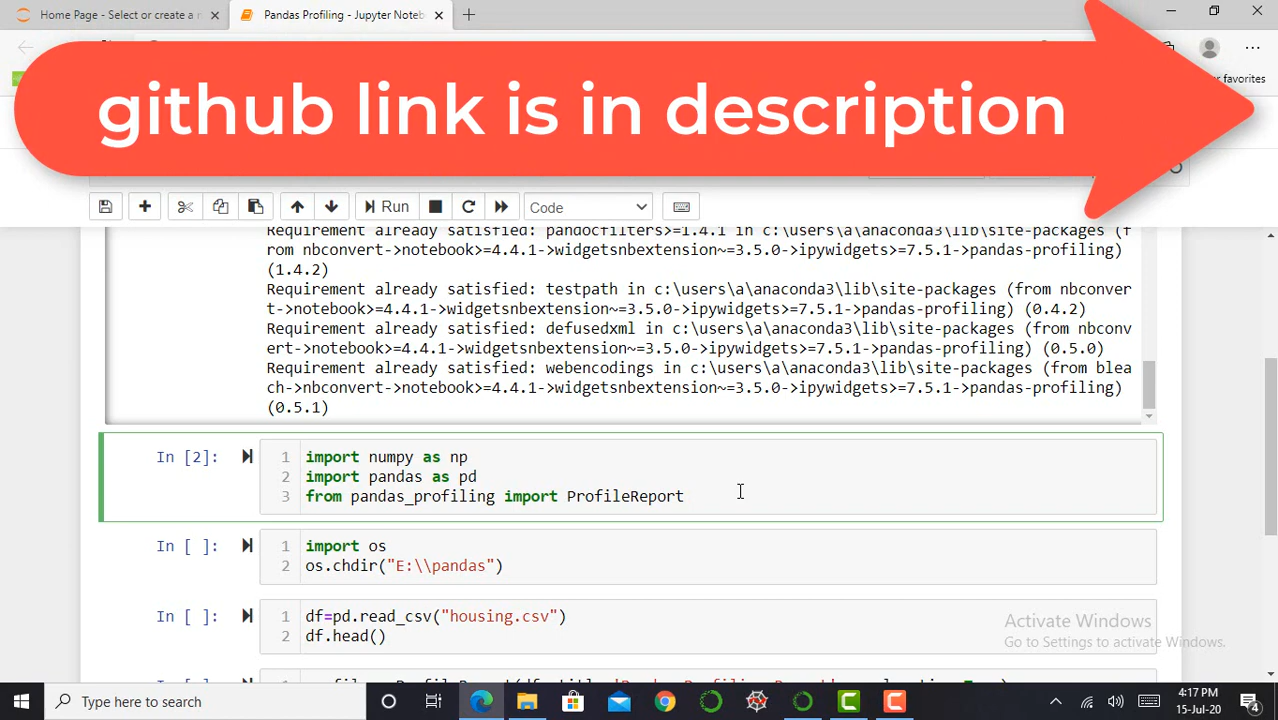 Home Page - Select or create a n
Pandas Profiling - Jupyter Noteb
github link is in description
r favorites
Run
Code
Requirement already satisfied: pandocfilters>=1.4.1 in c:\users\a\anaconda3\lib\site-packages (f
rom nbconvert->notebook>=4.4.1->widgetsnbextension~=3.5.0->ipywidgets>=7.5.1->pandas-profiling)
(1.4.2)
Requirement already satisfied: testpath in c:\users\a\anaconda3\lib\site-packages (from nbconver
t->notebook>=4.4.1->widgetsnbextension~=3.5.0->ipywidgets>=7.5.1->pandas-profiling) (0.4.2)
Requirement already satisfied: defusedxml in c:\users\a\anaconda3\lib\site-packages (from nbconv
ert->notebook>=4.4.1->widgetsnbextension~=3.5.0->ipywidgets>=7.5.1->pandas-profiling) (0.5.0)
Requirement already satisfied: webencodings in c:\users\a\anaconda3\lib\site-packages (from blea
ch->nbconvert->notebook>=4.4.1->widgetsnbextension~=3.5.0->ipywidgets>=7.5.1->pandas-profiling)
(0.5.1)
In [2]:
1 import numpy as np
2 import pandas as pd
3 from pandas_profiling import ProfileReport
In [ ]:
1 import os
2 os.chdir("E:\\pandas")
In [ ]:
1 df=pd.read_csv("housing.csv")
2 df.head()
Activate Windows
Go to Settings to activate Windows.
Type here to search
4:17 PM
15-Jul-20
4